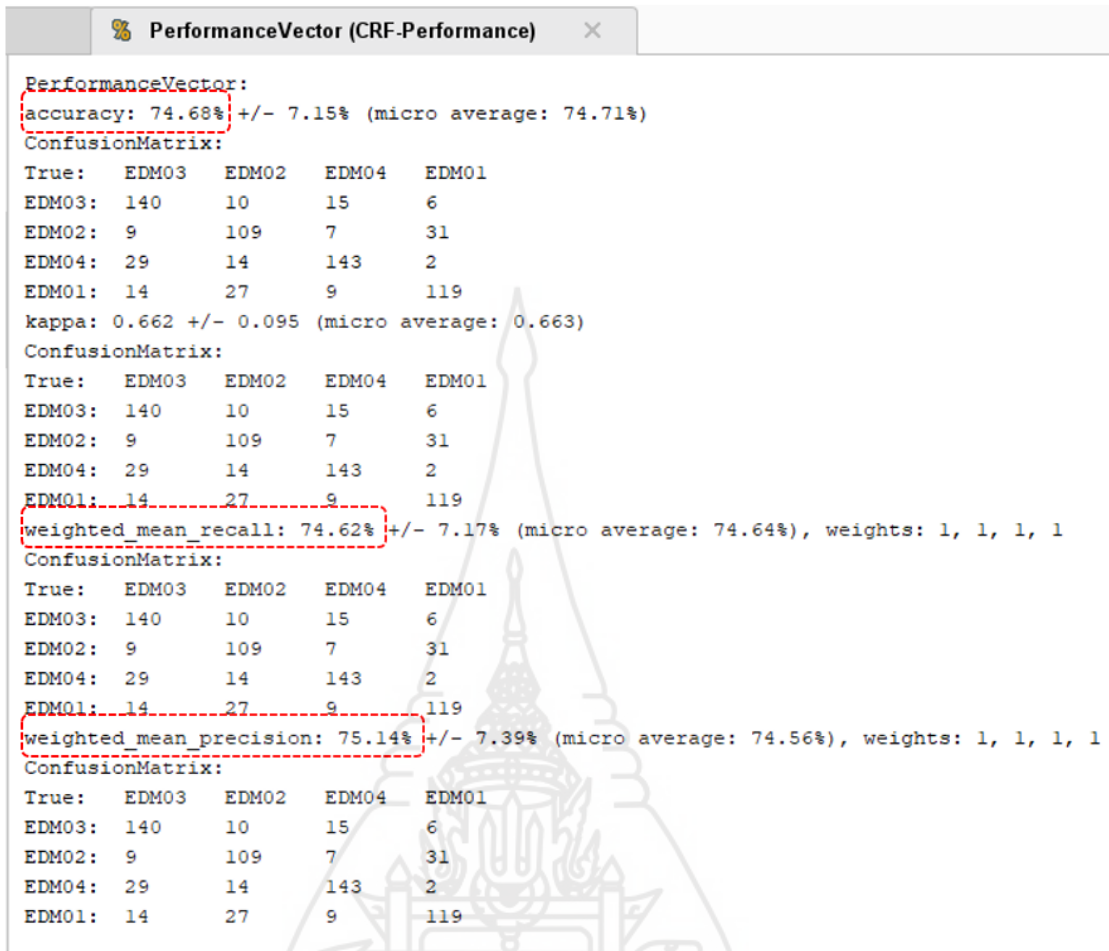 PerformanceVector (CRF-Performance)
PerformanceVector:
accuracy: 74.68% +/- 7.15% (micro average: 74.71%)
ConfusionMatrix:
True: EDM03 EDM02 EDM04 EDM01
EDM03: 140 10 15 6
EDM02: 9 109 7 31
EDM04: 29 14 143 2
EDM01: 14 27 9 119
kappa: 0.662 +/- 0.095 (micro average: 0.663)
ConfusionMatrix:
True: EDM03 EDM02 EDM04 EDM01
EDM03: 140 10 15 6
EDM02: 9 109 7 31
EDM04: 29 14 143 2
EDM01: 14 27 9 119
weighted_mean_recall: 74.62% +/- 7.17% (micro average: 74.64%), weights: 1, 1, 1, 1
ConfusionMatrix:
True: EDM03 EDM02 EDM04 EDM01
EDM03: 140 10 15 6
EDM02: 9 109 7 31
EDM04: 29 14 143 2
EDM01: 14 27 9 119
weighted_mean_precision: 75.14% +/- 7.39% (micro average: 74.56%), weights: 1, 1, 1, 1
ConfusionMatrix:
True: EDM03 EDM02 EDM04 EDM01
EDM03: 140 10 15 6
EDM02: 9 109 7 31
EDM04: 29 14 143 2
EDM01: 14 27 9 119